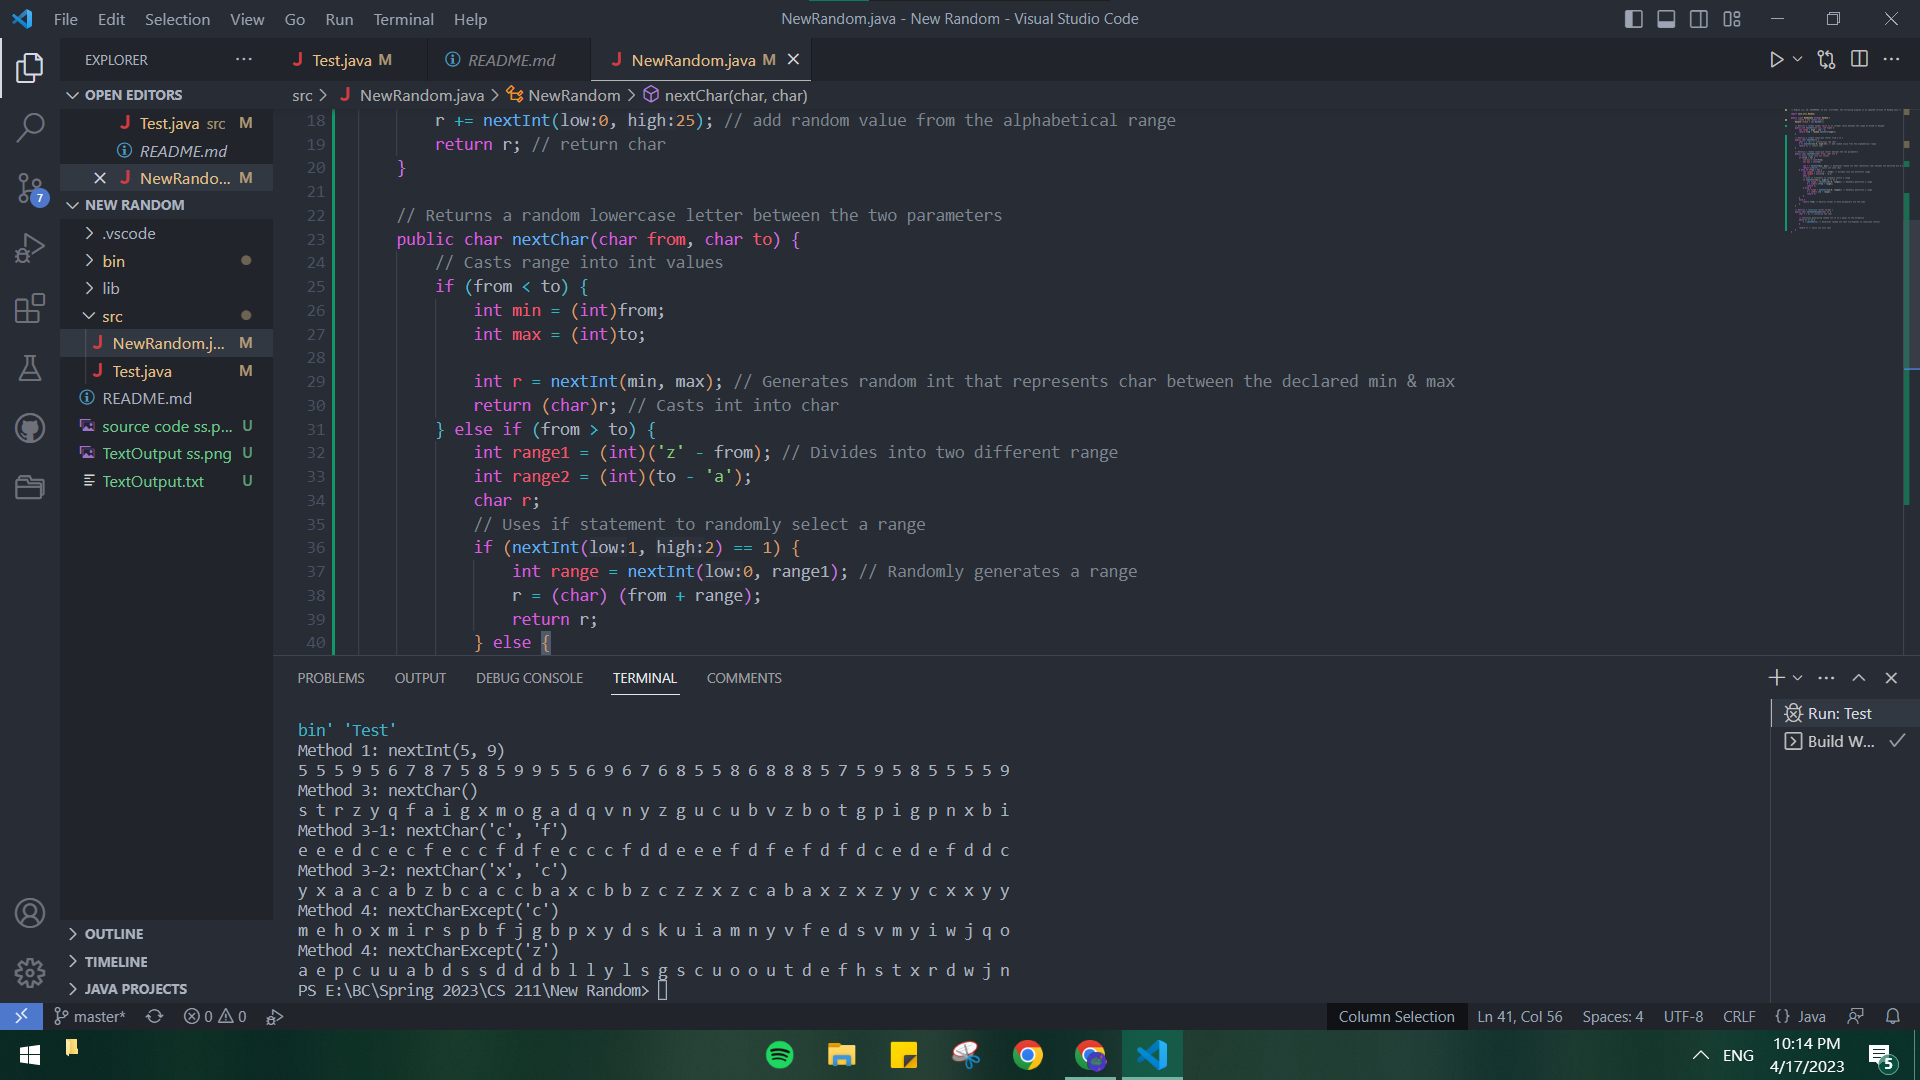 File Edit Selection View Go Run Terminal Help
NewRandom.java - New Random - Visual Studio Code
EXPLORER
Test.java M
README.md
NewRandom.java M
OPEN EDITORS
Test.java src M
README.md
NewRando... M
NEW RANDOM
.vscode
bin
lib
src
NewRandom.j... M
Test.java M
README.md
source code ss.p... U
TextOutput ss.png U
TextOutput.txt U
OUTLINE
TIMELINE
JAVA PROJECTS
7
src > NewRandom.java > NewRandom > nextChar(char, char)
18 r += nextInt(low:0, high:25); // add random value from the alphabetical range
19 return r; // return char
20 }
21
22 // Returns a random lowercase letter between the two parameters
23 public char nextChar(char from, char to) {
24 // Casts range into int values
25 if (from < to) {
26 int min = (int)from;
27 int max = (int)to;
28
29 int r = nextInt(min, max); // Generates random int that represents char between the declared min & max
30 return (char)r; // Casts int into char
31 } else if (from > to) {
32 int range1 = (int)('z' - from); // Divides into two different range
33 int range2 = (int)(to - 'a');
34 char r;
35 // Uses if statement to randomly select a range
36 if (nextInt(low:1, high:2) == 1) {
37 int range = nextInt(low:0, range1); // Randomly generates a range
38 r = (char) (from + range);
39 return r;
40 } else {
PROBLEMS OUTPUT DEBUG CONSOLE TERMINAL COMMENTS
bin' 'Test'
Method 1: nextInt(5, 9)
5 5 5 9 5 6 7 8 7 5 8 5 9 9 5 5 6 9 6 7 6 8 5 5 8 6 8 8 8 5 7 5 9 5 8 5 5 5 5 9
Method 3: nextChar()
s t r z y q f a i g x m o g a d q v n y z g u c u b v z b o t g p i g p n x b i
Method 3-1: nextChar('c', 'f')
e e e d c e c f e c c f d f e c c c f d d e e e f d f e f d f d c e d e f d d c
Method 3-2: nextChar('x', 'c')
y x a a c a b z b c a c c b a x c b b z c z z x z c a b a x z x z y y c x x y y
Method 4: nextCharExcept('c')
m e h o x m i r s p b f j g b p x y d s k u i a m n y v f e d s v m y i w j q o
Method 4: nextCharExcept('z')
a e p c u u a b d s s d d d b l l y l s g s c u o o u t d e f h s t x r d w j n
PS E:\BC\Spring 2023\CS 211\New Random>
Run: Test
Build W...
master* 0 0
Column Selection Ln 41, Col 56 Spaces: 4 UTF-8 CRLF {} Java
ENG
10:14 PM
4/17/2023
5